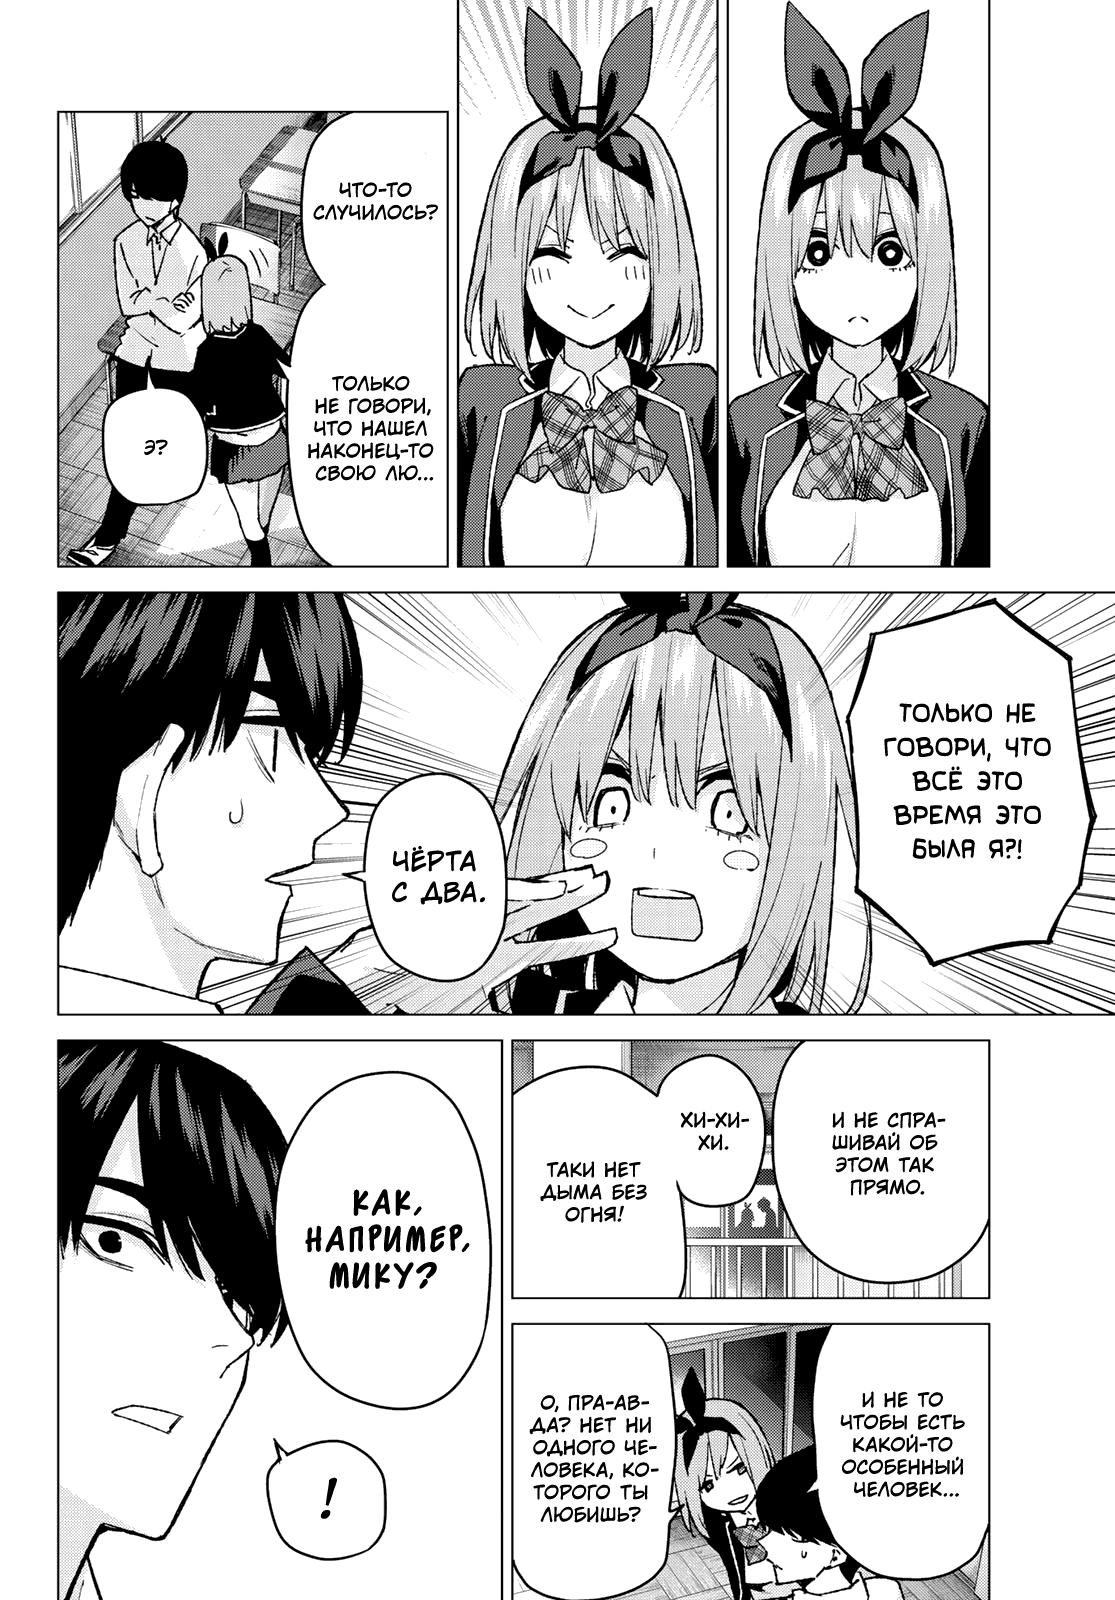 ЧТО-ТО
СЛУЧИЛОСЬ?
ТОЛЬКО
НЕ ГОВОРИ,
ЧТО НАШЕЛ
НАКОНЕЦ-ТО
СВОЮ ЛЮ...
Э?
ТОЛЬКО НЕ
ГОВОРИ, ЧТО
ВСЁ ЭТО
ВРЕМЯ ЭТО
БЫЛА Я?!
ЧЁРТА
С ДВА.
И НЕ СПРА-
ШИВАЙ ОБ
ЭТОМ ТАК
ПРЯМО.
ХИ-ХИ-
ХИ.
ТАКИ НЕТ
ДЫМА БЕЗ
ОГНЯ!
И НЕ ТО
ЧТОБЫ ЕСТЬ
КАКОЙ-ТО
ОСОБЕННЫЙ
ЧЕЛОВЕК...
О, ПРА-АВ-
ДА? НЕТ НИ
ОДНОГО ЧЕ-
ЛОВЕКА, КО-
ТОРОГО ТЫ
ЛЮБИШЬ?
КАК,
НАПРИМЕР,
МИКУ?
!